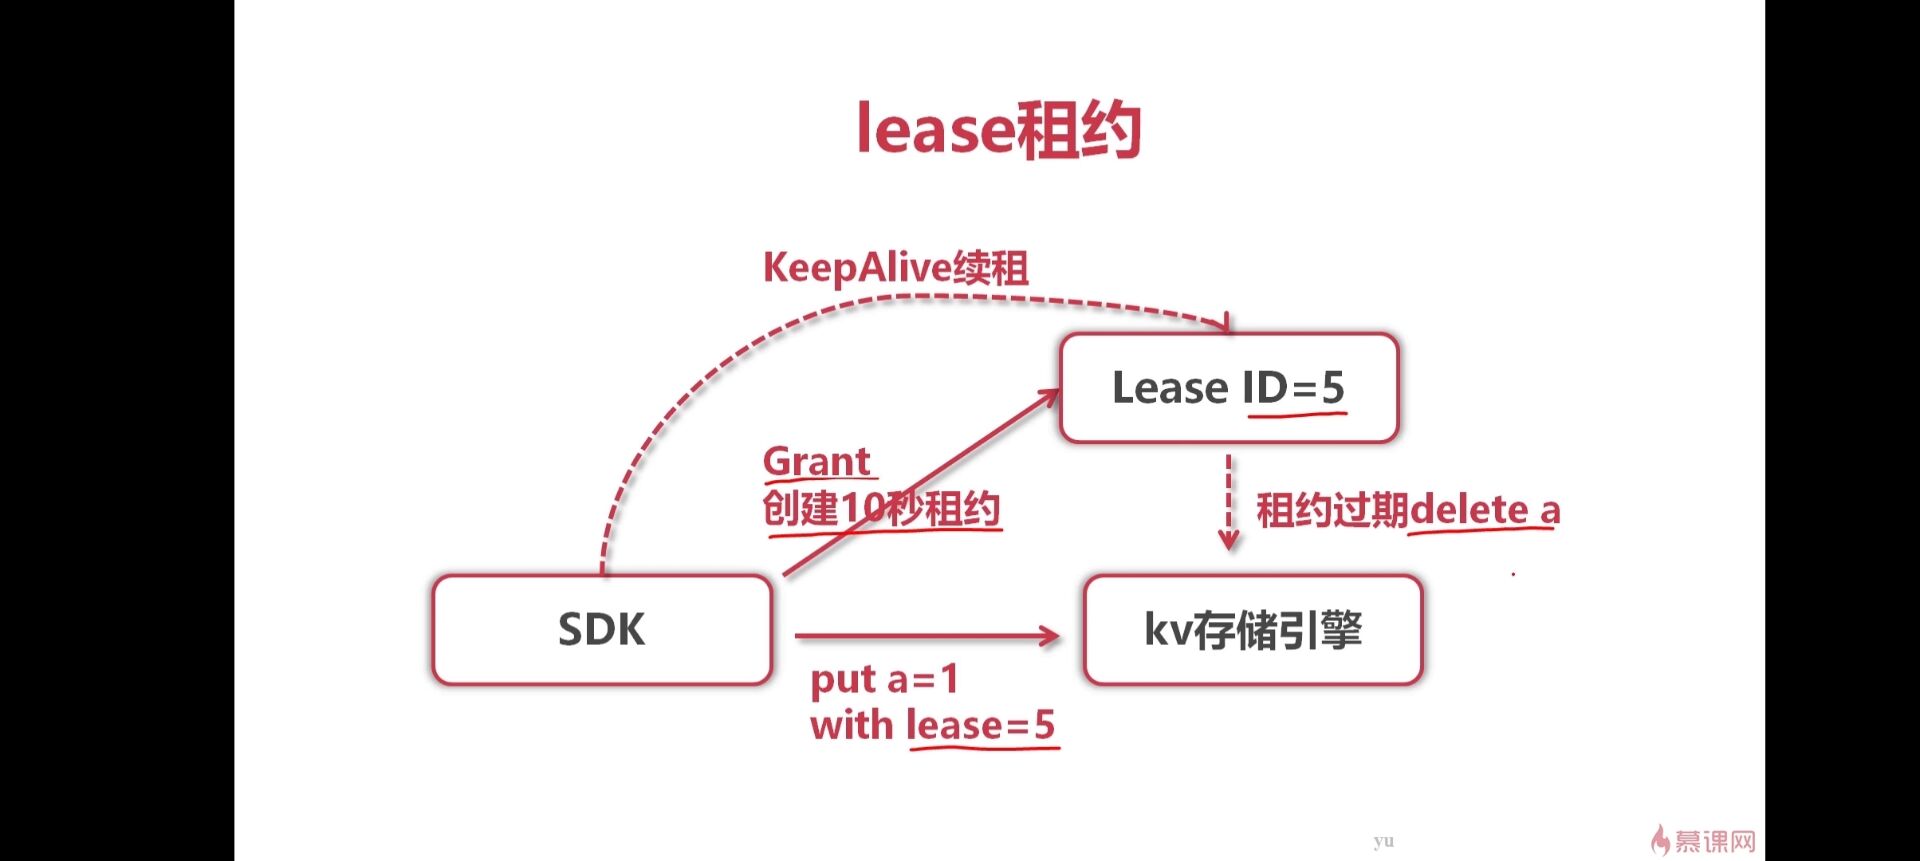 lease租约
KeepAlive续租
Lease ID=5
Grant
创建10秒租约
租约过期delete a
SDK
kv存储引擎
put a=1
with lease=5
yu
慕课网